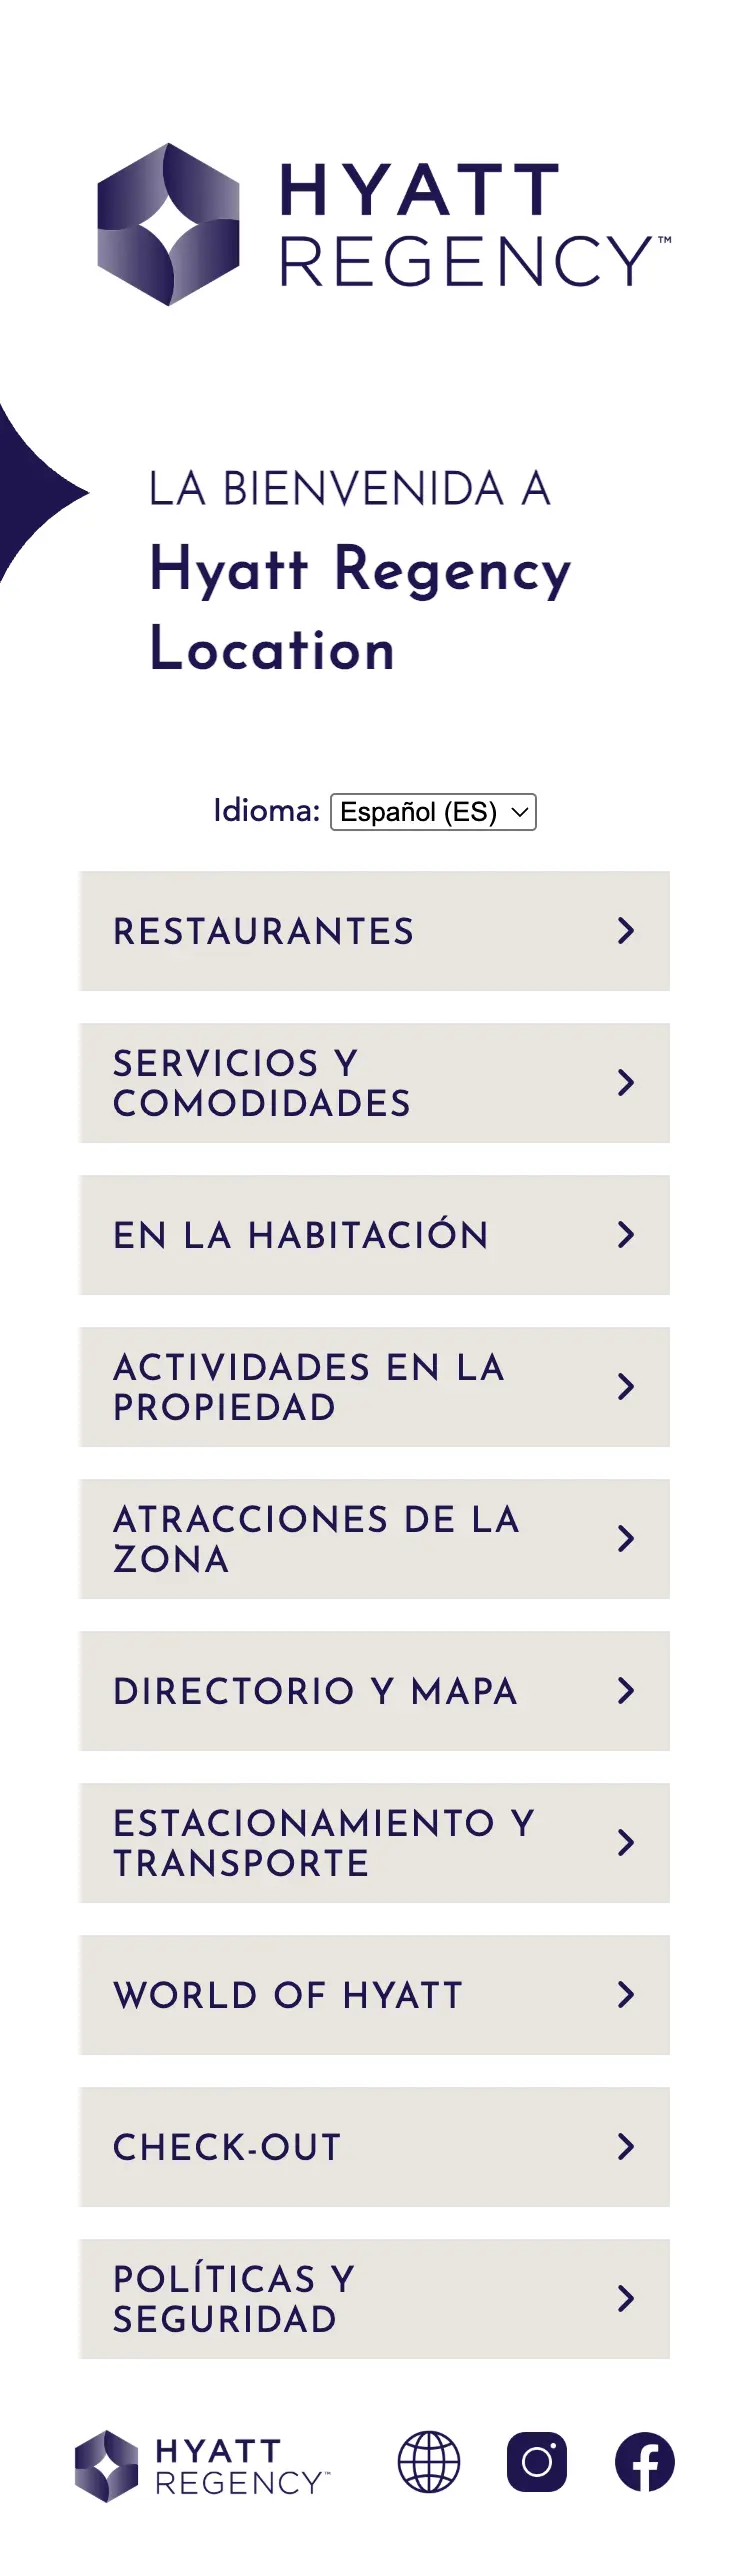 HYATT
REGENCY™
LA BIENVENIDA A
Hyatt Regency
Location
Idioma: Español (ES)
RESTAURANTES
SERVICIOS Y
COMODIDADES
EN LA HABITACIÓN
ACTIVIDADES EN LA
PROPIEDAD
ATRACCIONES DE LA
ZONA
DIRECTORIO Y MAPA
ESTACIONAMIENTO Y
TRANSPORTE
WORLD OF HYATT
CHECK-OUT
POLÍTICAS Y
SEGURIDAD
HYATT
REGENCY™